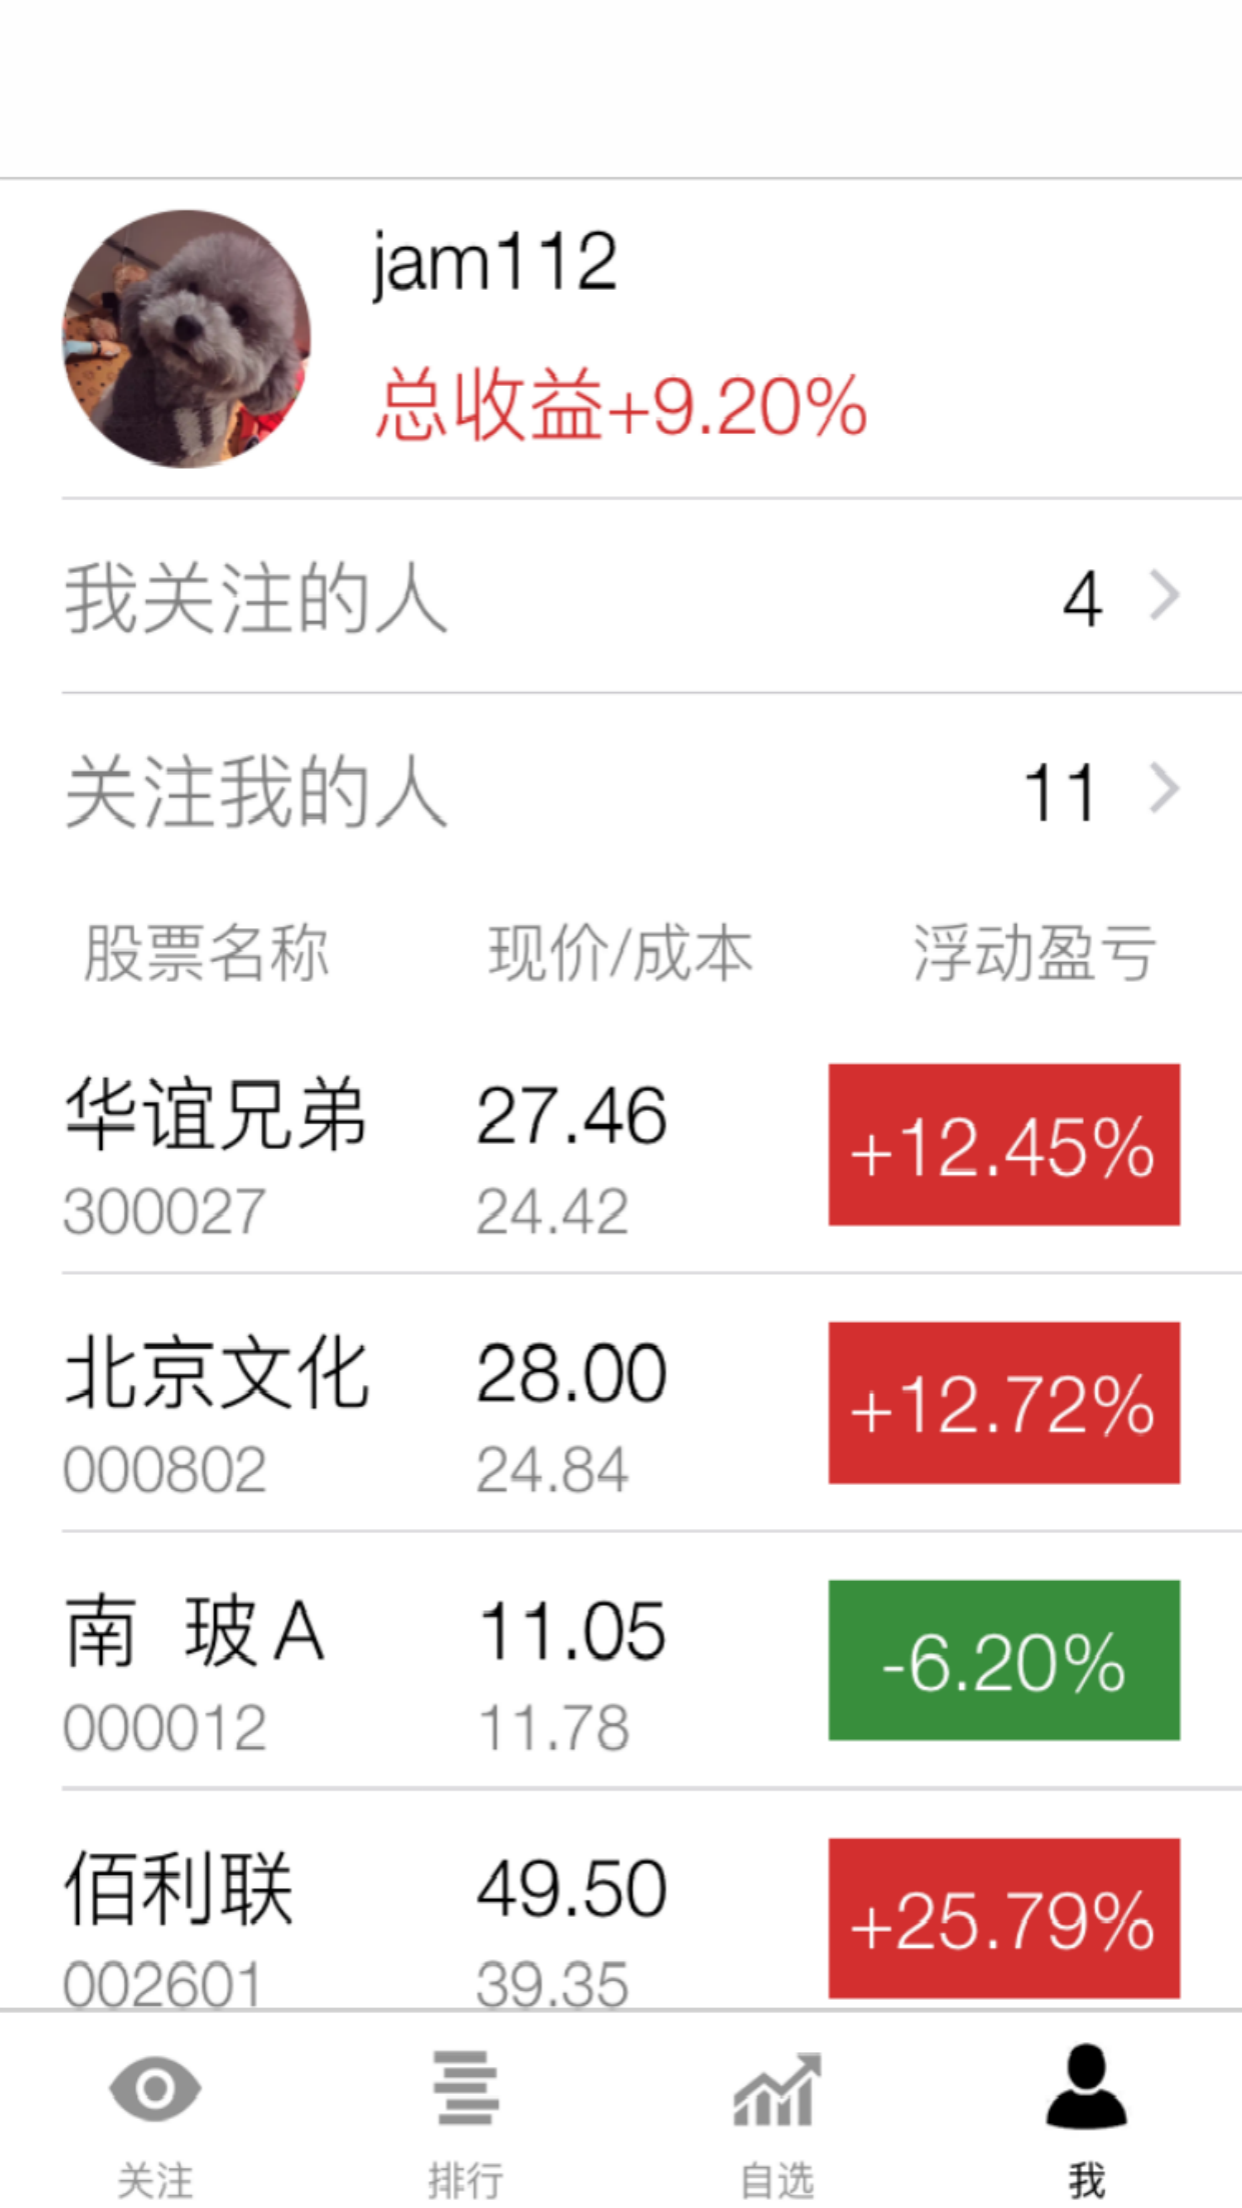 jam112
总收益+9.20%
我关注的人 4
关注我的人 11
股票名称 现价/成本 浮动盈亏
华谊兄弟 27.46 +12.45%
300027 24.42
北京文化 28.00 +12.72%
000802 24.84
南 玻A 11.05 -6.20%
000012 11.78
佰利联 49.50 +25.79%
002601 39.35
关注 排行 自选 我